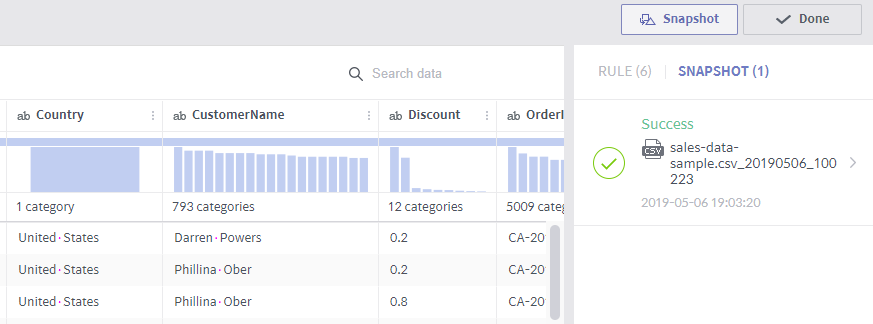 Snapshot
Done
Search data
RULE (6)
SNAPSHOT (1)
ab Country
ab CustomerName
ab Discount
ab OrderI
1 category
793 categories
12 categories
5009 categ
United·States
Darren·Powers
0.2
CA-20
United·States
Phillina·Ober
0.2
CA-20
United·States
Phillina·Ober
0.8
CA-20
Success
CSV
sales-data-
sample.csv_20190506_100
223
2019-05-06 19:03:20